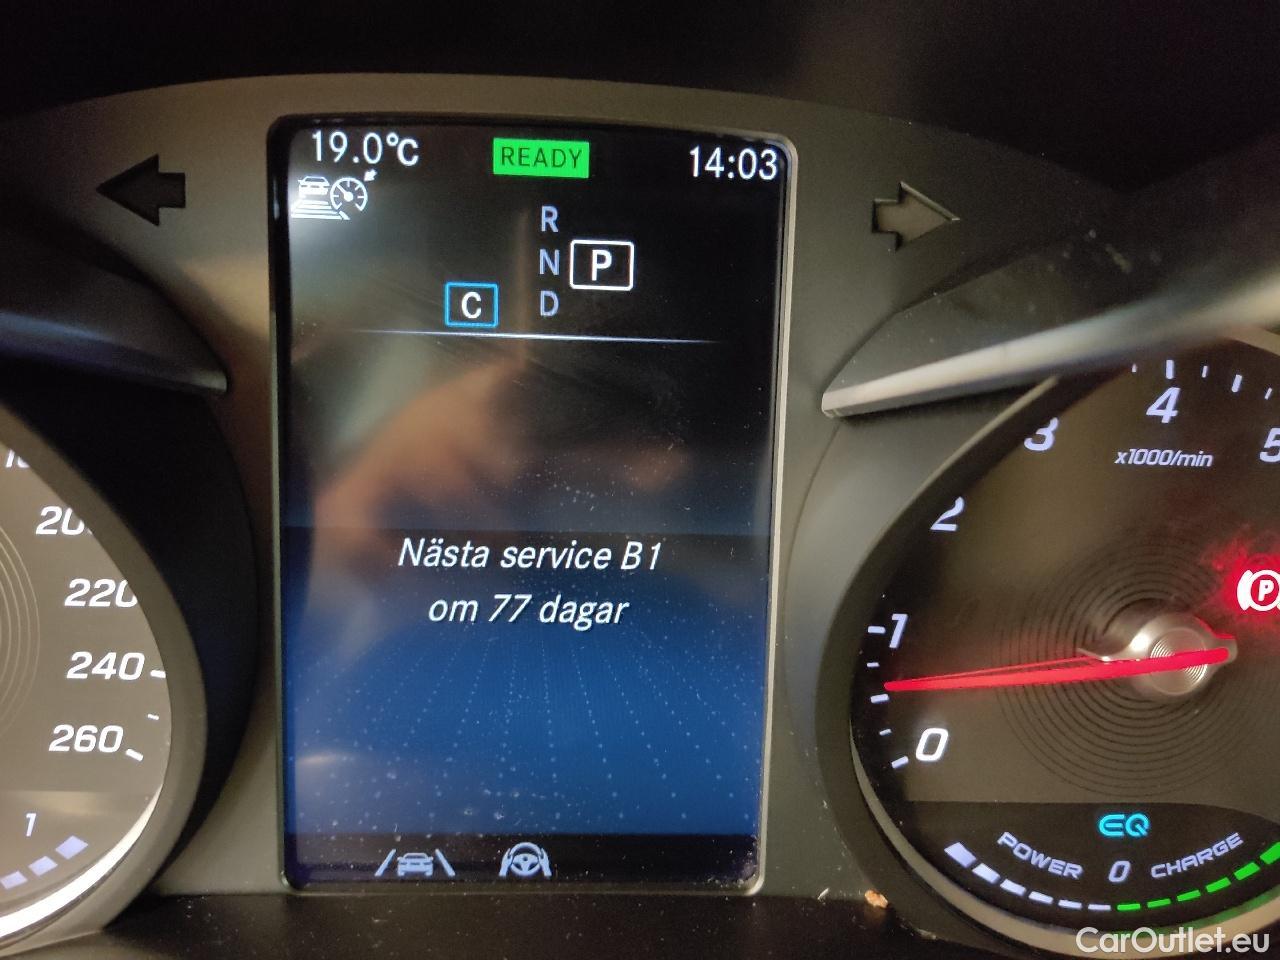 19.0°C READY 14:03
R
N P
C D
Nästa service B1
om 77 dagar
200
220
240
260
1
x1000/min
0
1
2
3
4
5
P
EQ
POWER 0 CHARGE
CarOutlet.eu